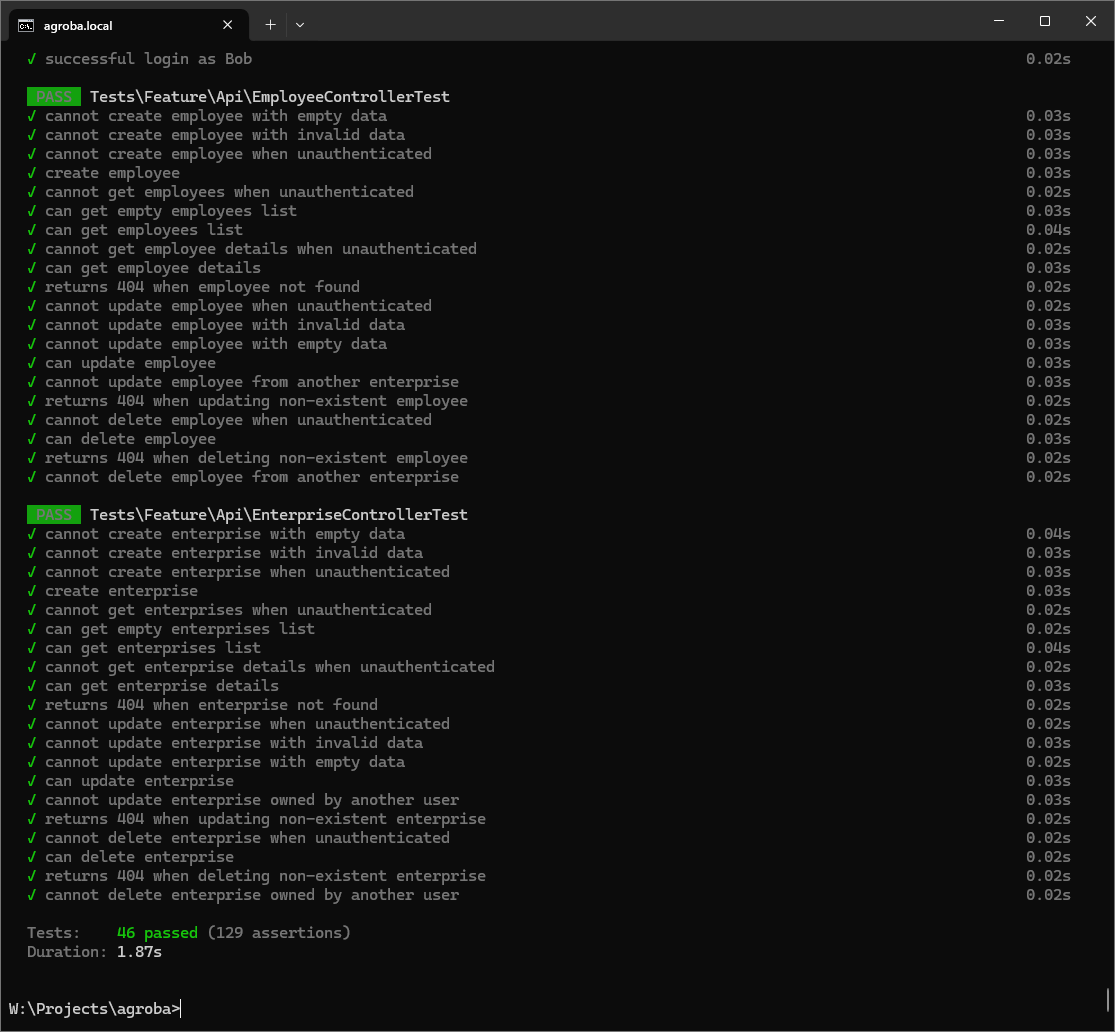 agroba.local
✓ successful login as Bob 0.02s
PASS Tests\Feature\Api\EmployeeControllerTest
✓ cannot create employee with empty data 0.03s
✓ cannot create employee with invalid data 0.03s
✓ cannot create employee when unauthenticated 0.03s
✓ create employee 0.03s
✓ cannot get employees when unauthenticated 0.02s
✓ can get empty employees list 0.03s
✓ can get employees list 0.04s
✓ cannot get employee details when unauthenticated 0.02s
✓ can get employee details 0.03s
✓ returns 404 when employee not found 0.02s
✓ cannot update employee when unauthenticated 0.02s
✓ cannot update employee with invalid data 0.03s
✓ cannot update employee with empty data 0.03s
✓ can update employee 0.03s
✓ cannot update employee from another enterprise 0.03s
✓ returns 404 when updating non-existent employee 0.02s
✓ cannot delete employee when unauthenticated 0.02s
✓ can delete employee 0.03s
✓ returns 404 when deleting non-existent employee 0.02s
✓ cannot delete employee from another enterprise 0.02s
PASS Tests\Feature\Api\EnterpriseControllerTest
✓ cannot create enterprise with empty data 0.04s
✓ cannot create enterprise with invalid data 0.03s
✓ cannot create enterprise when unauthenticated 0.03s
✓ create enterprise 0.03s
✓ cannot get enterprises when unauthenticated 0.02s
✓ can get empty enterprises list 0.02s
✓ can get enterprises list 0.04s
✓ cannot get enterprise details when unauthenticated 0.02s
✓ can get enterprise details 0.03s
✓ returns 404 when enterprise not found 0.02s
✓ cannot update enterprise when unauthenticated 0.02s
✓ cannot update enterprise with invalid data 0.03s
✓ cannot update enterprise with empty data 0.02s
✓ can update enterprise 0.03s
✓ cannot update enterprise owned by another user 0.03s
✓ returns 404 when updating non-existent enterprise 0.02s
✓ cannot delete enterprise when unauthenticated 0.02s
✓ can delete enterprise 0.02s
✓ returns 404 when deleting non-existent enterprise 0.02s
✓ cannot delete enterprise owned by another user 0.02s
Tests: 46 passed (129 assertions)
Duration: 1.87s
W:\Projects\agroba>